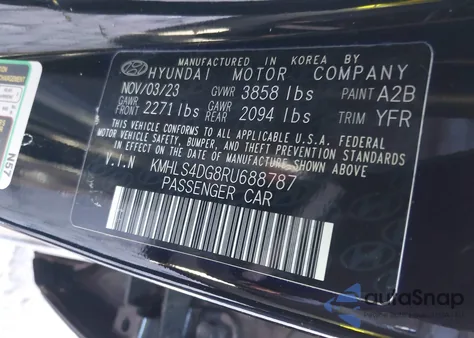 MANUFACTURED IN KOREA BY
HYUNDAI MOTOR COMPANY
NOV/03/23 GVWR 3858 lbs PAINT A2B
GAWR FRONT 2271 lbs GAWR REAR 2094 lbs TRIM YFR
THIS VEHICLE CONFORMS TO ALL APPLICABLE U.S.A. FEDERAL
SAFETY, BUMPER, AND THEFT PREVENTION STANDARDS
IN EFFECT ON THE DATE OF MANUFACTURE SHOWN ABOVE.
V.I.N KMHLS4DG8RU688787
PASSENGER CAR
N57
autoSnap